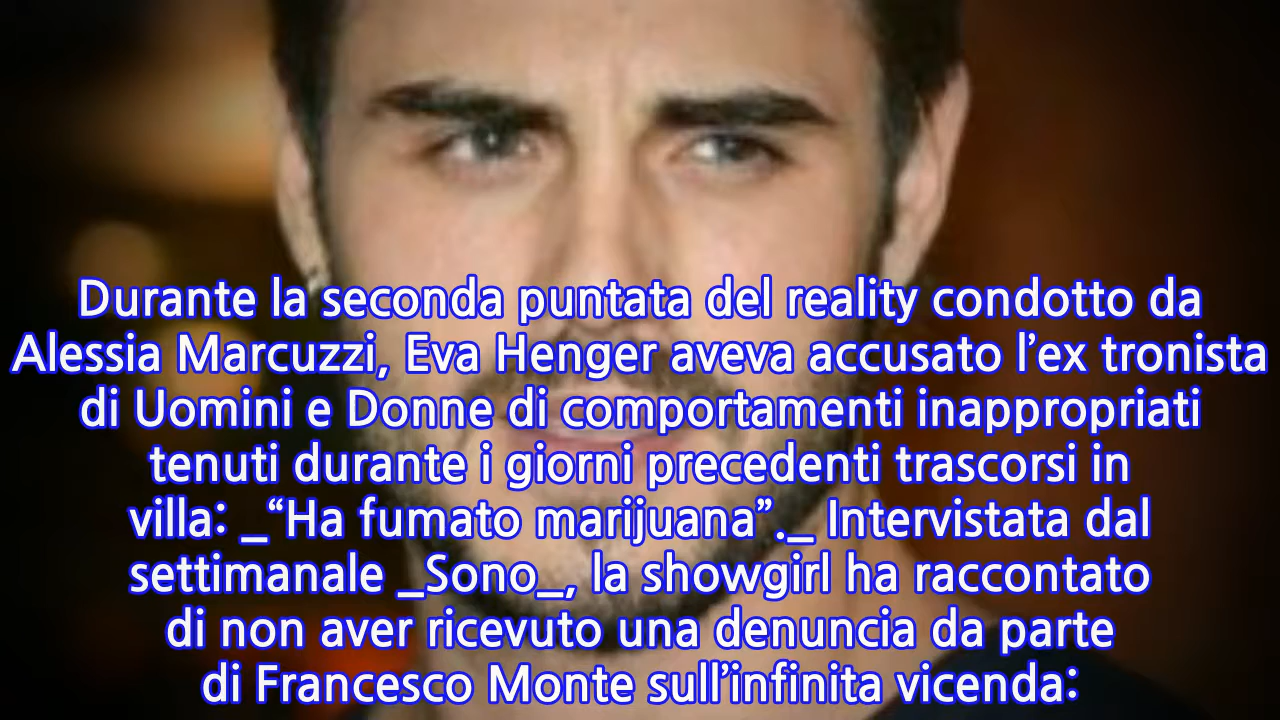 Durante la seconda puntata del reality condotto da
Alessia Marcuzzi, Eva Henger aveva accusato l’ex tronista
di Uomini e Donne di comportamenti inappropriati
tenuti durante i giorni precedenti trascorsi in
villa: _“Ha fumato marijuana”._ Intervistata dal
settimanale _Sono_, la showgirl ha raccontato
di non aver ricevuto una denuncia da parte
di Francesco Monte sull’infinita vicenda: